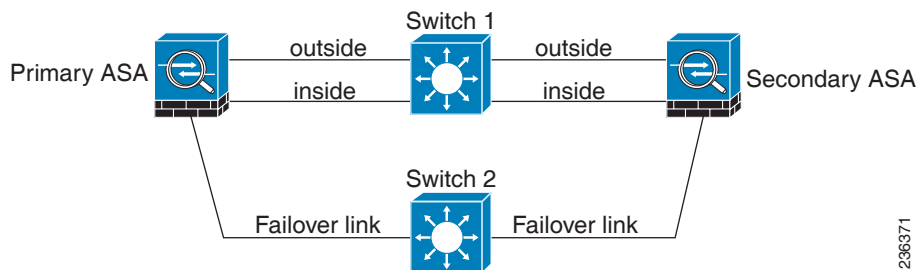 Switch 1
outside
outside
Primary ASA
Secondary ASA
inside
inside
Switch 2
Failover link
Failover link
236371